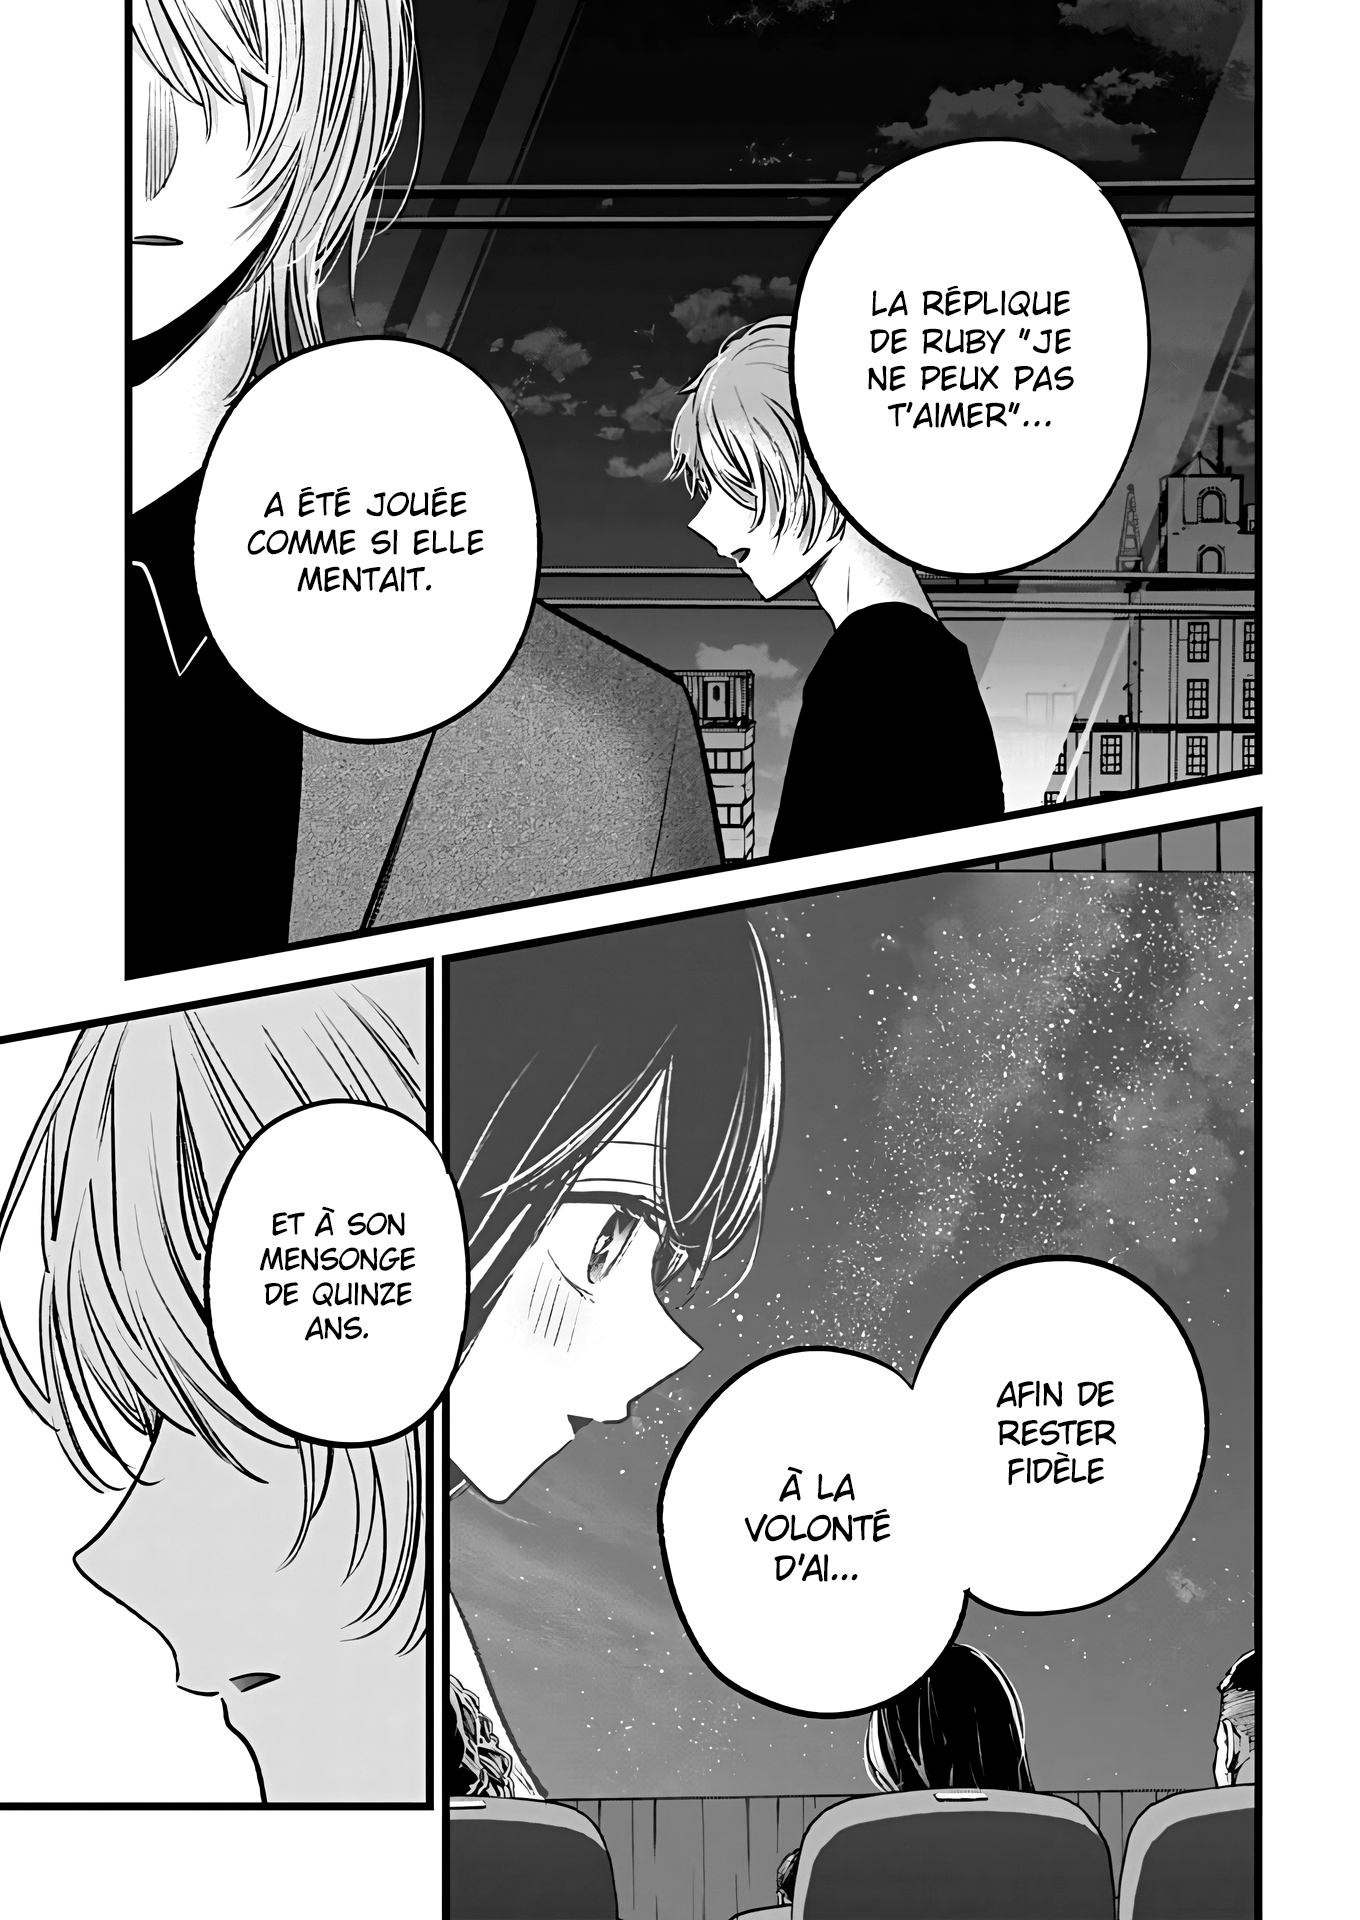 LA RÉPLIQUE
DE RUBY "JE
NE PEUX PAS
T'AIMER"...
A ÉTÉ JOUÉE
COMME SI ELLE
MENTAIT.
AFIN DE
RESTER
FIDÈLE
À LA
VOLONTÉ
D'AI...
ET À SON
MENSONGE
DE QUINZE
ANS.